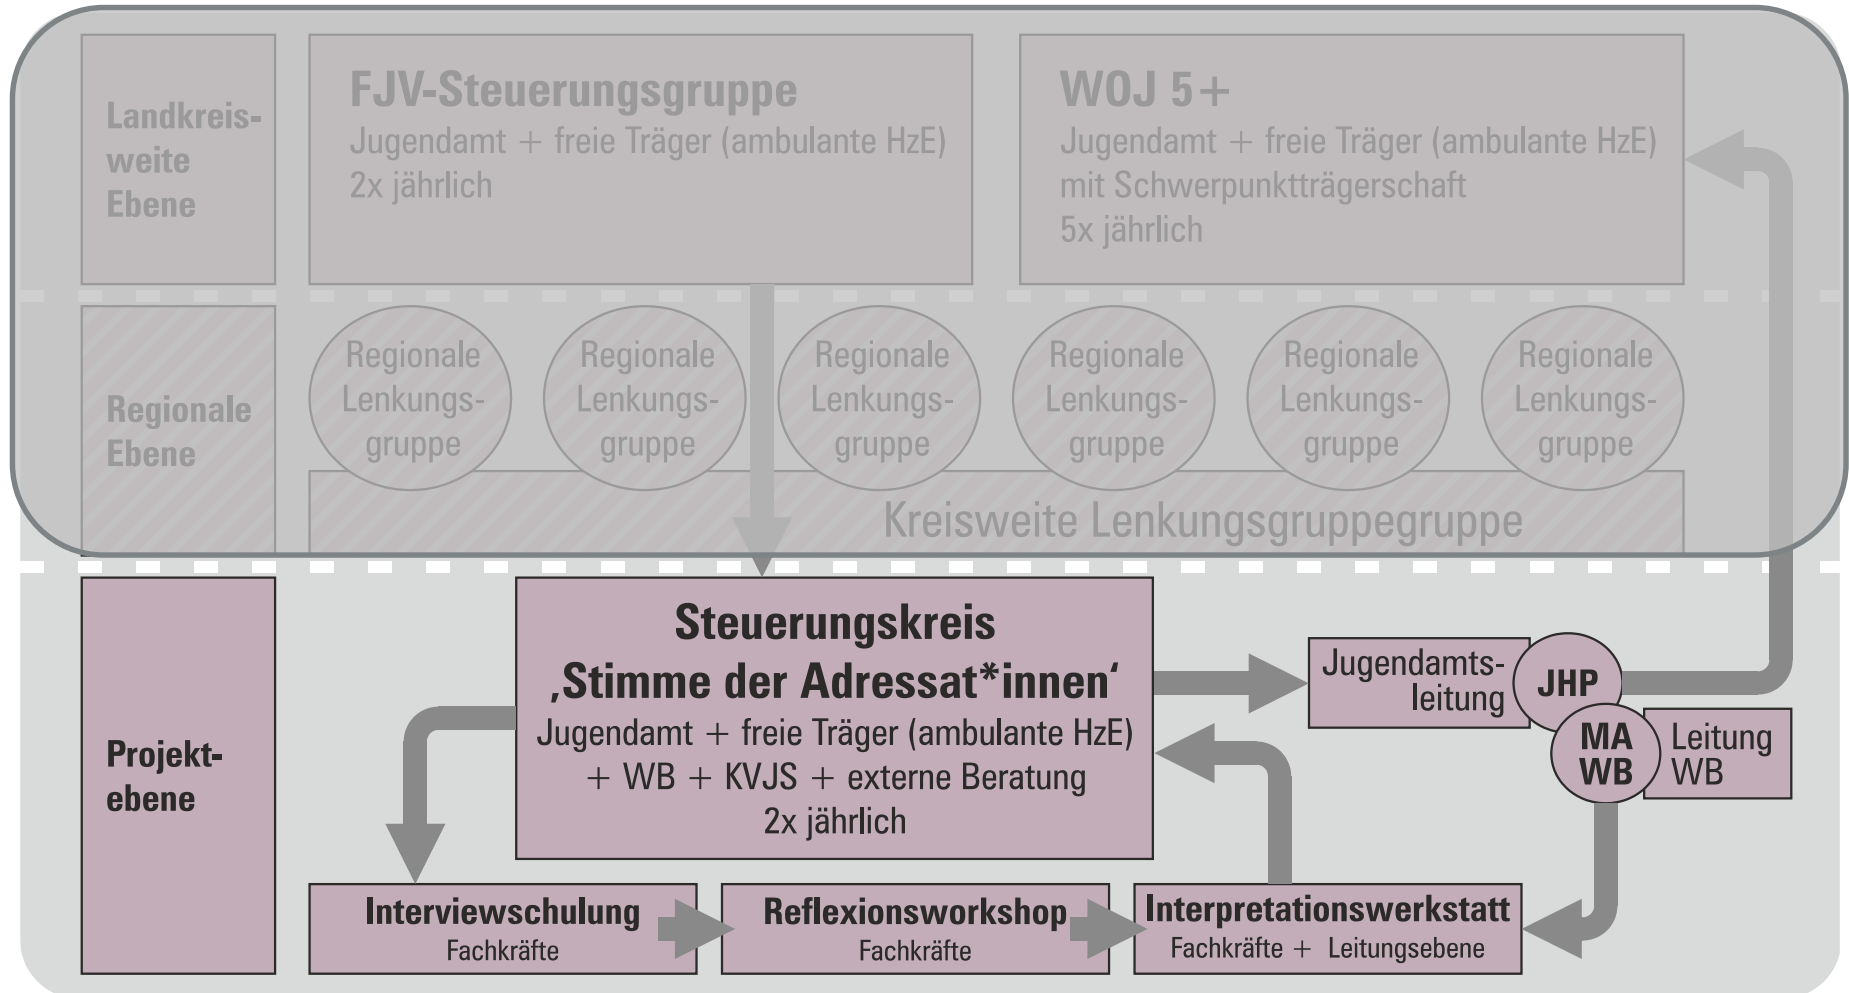 Landkreis-
weite
Ebene
FJV-Steuerungsgruppe
Jugendamt + freie Träger (ambulante HzE)
2x jährlich
WOJ 5+
Jugendamt + freie Träger (ambulante HzE)
mit Schwerpunktträgerschaft
5x jährlich
Regionale
Ebene
Regionale
Lenkungs-
gruppe
Regionale
Lenkungs-
gruppe
Regionale
Lenkungs-
gruppe
Regionale
Lenkungs-
gruppe
Regionale
Lenkungs-
gruppe
Regionale
Lenkungs-
gruppe
Kreisweite Lenkungsgruppegruppe
Projekt-
ebene
Steuerungskreis
‚Stimme der Adressat*innen‘
Jugendamt + freie Träger (ambulante HzE)
+ WB + KVJS + externe Beratung
2x jährlich
Jugendamts-
leitung
JHP
MA
WB
Leitung
WB
Interviewschulung
Fachkräfte
Reflexionsworkshop
Fachkräfte
Interpretationswerkstatt
Fachkräfte + Leitungsebene